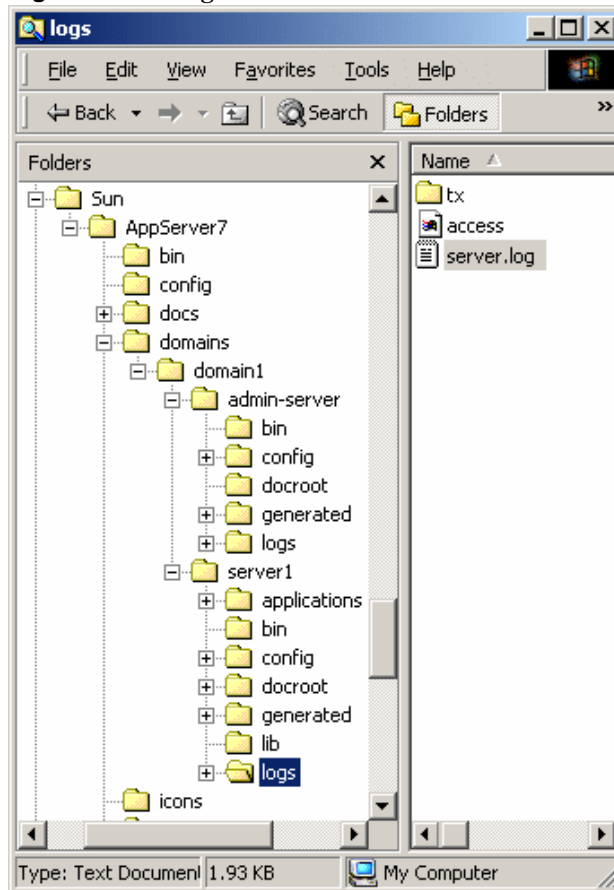 logs
File Edit View Favorites Tools Help
Back Search Folders »
Folders
Name
Sun
AppServer7
bin
config
docs
domains
domain1
admin-server
bin
config
docroot
generated
logs
server1
applications
bin
config
docroot
generated
lib
logs
icons
tx
access
server.log
Type: Text Documen 1.93 KB My Computer